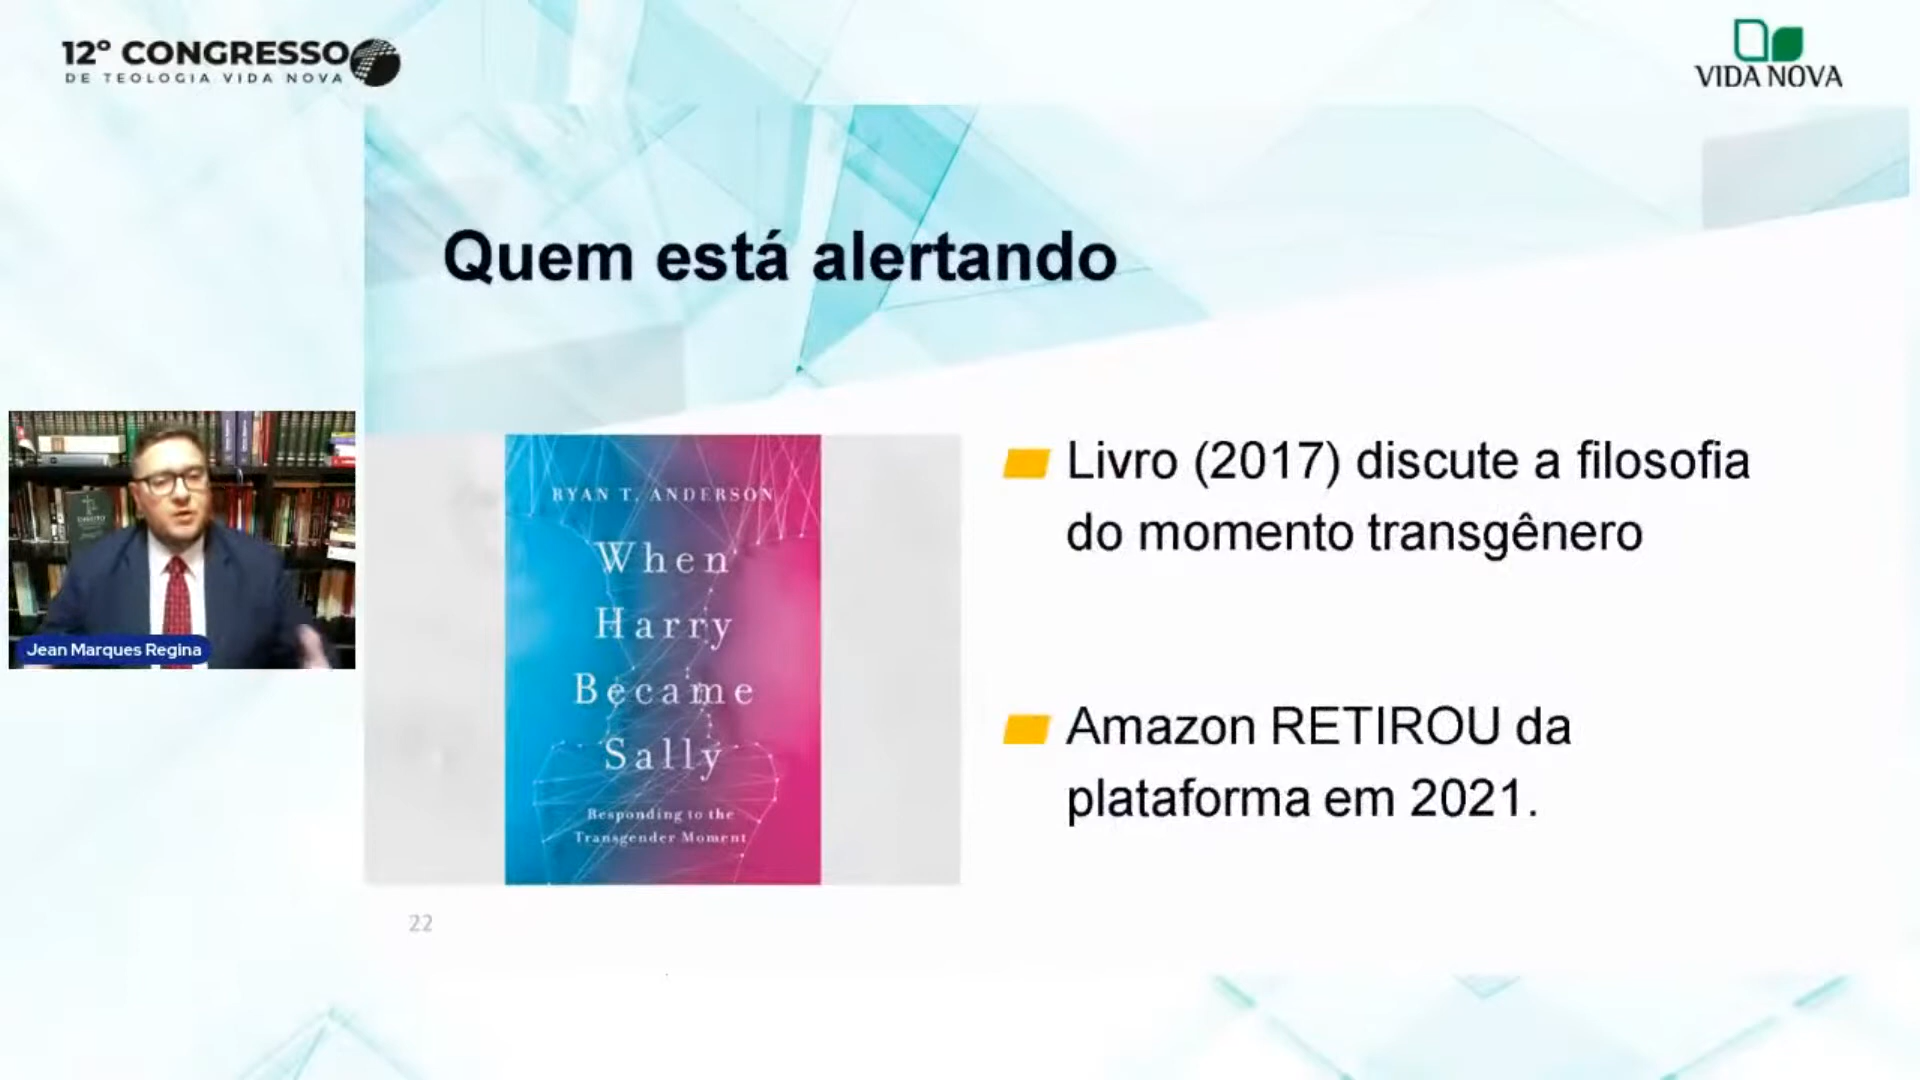 12º CONGRESSO
DE TEOLOGIA VIDA NOVA
VIDA NOVA
Quem está alertando
Jean Marques Regina
RYAN T. ANDERSON
When
Harry
Became
Sally
Responding to the
Transgender Moment
Livro (2017) discute a filosofia
do momento transgênero
Amazon RETIROU da
plataforma em 2021.
22